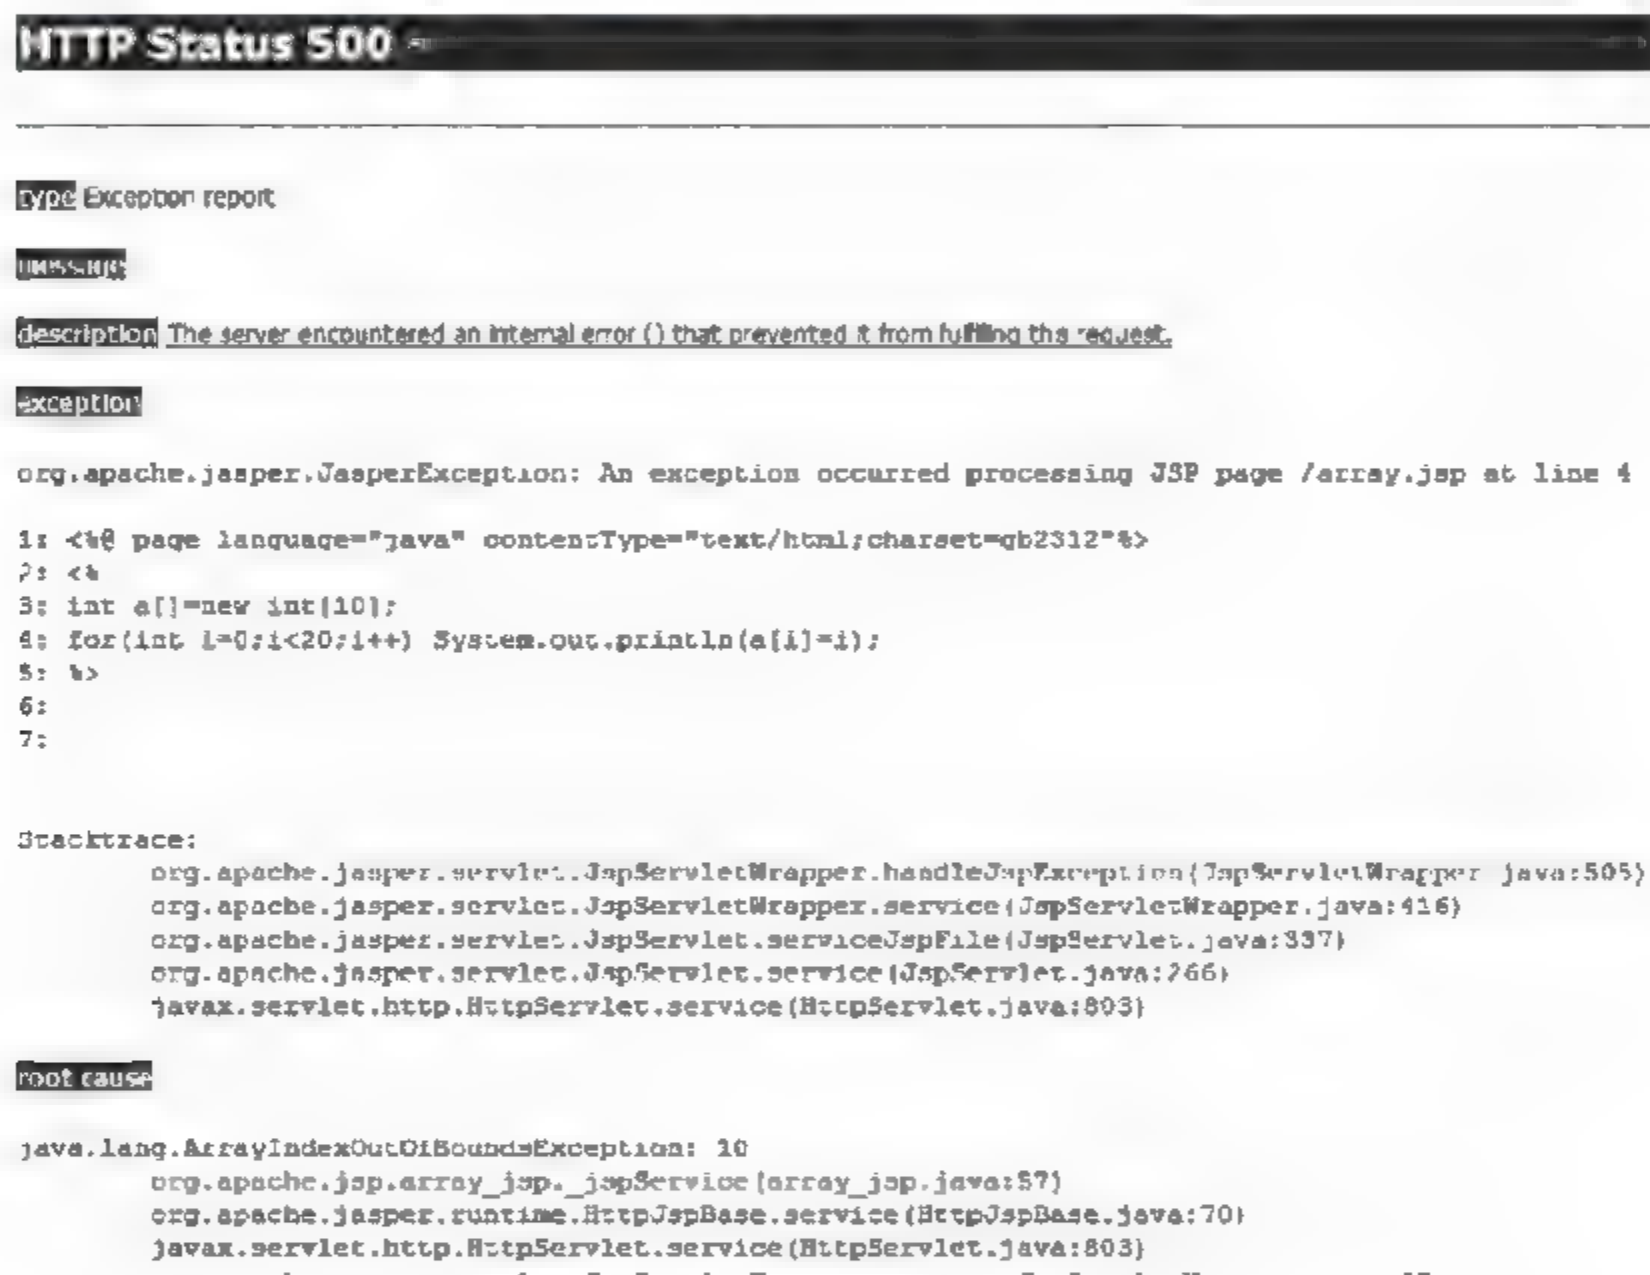 HTTP Status 500 -
type Exception report
message
description The server encountered an internal error () that prevented it from fulfilling this request.
exception
org.apache.jasper.JasperException: An exception occurred processing JSP page /array.jsp at line 4
1: <%@ page language="java" contentType="text/html;charset=gb2312"%>
2: <%
3: int a[]=new int[10];
4: for(int i=0;i<20;i++) System.out.println(a[i]=i);
5: %>
6:
7:
Stacktrace:
org.apache.jasper.servlet.JspServletWrapper.handleJspException(JspServletWrapper.java:505)
org.apache.jasper.servlet.JspServletWrapper.service(JspServletWrapper.java:416)
org.apache.jasper.servlet.JspServlet.serviceJspFile(JspServlet.java:337)
org.apache.jasper.servlet.JspServlet.service(JspServlet.java:266)
javax.servlet.http.HttpServlet.service(HttpServlet.java:803)
root cause
java.lang.ArrayIndexOutOfBoundsException: 10
org.apache.jsp.array_jsp._jspService(array_jsp.java:57)
org.apache.jasper.runtime.HttpJspBase.service(HttpJspBase.java:70)
javax.servlet.http.HttpServlet.service(HttpServlet.java:803)